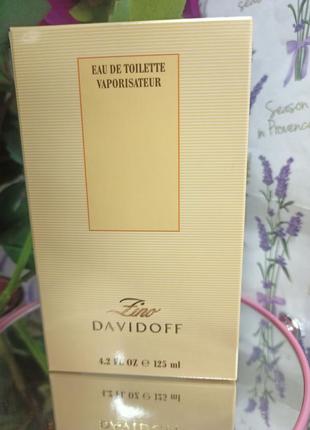 EAU DE TOILETTE
VAPORISATEUR
Season
in Provence
Zino
DAVIDOFF
4.2 FL OZ ℮ 125 ml